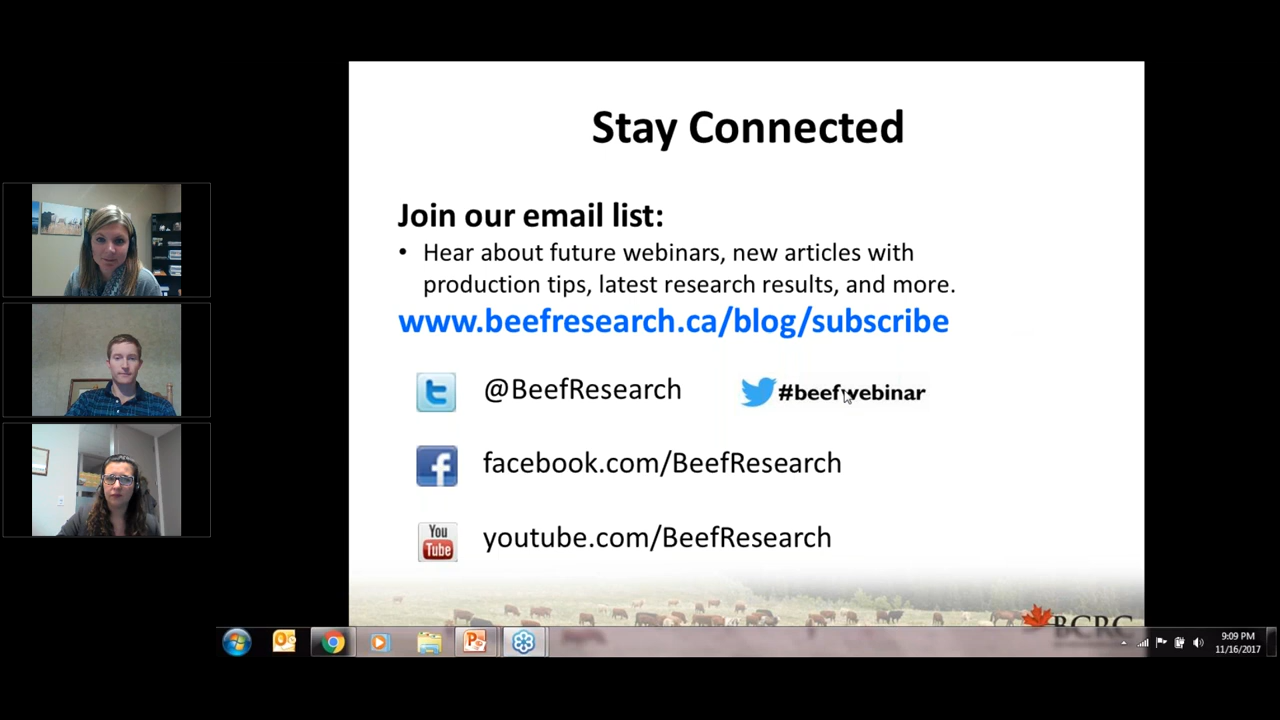 Stay Connected
Join our email list:
• Hear about future webinars, new articles with
production tips, latest research results, and more.
www.beefresearch.ca/blog/subscribe
@BeefResearch
#beefwebinar
facebook.com/BeefResearch
You
Tube
youtube.com/BeefResearch
BCRC
9:09 PM
11/16/2017